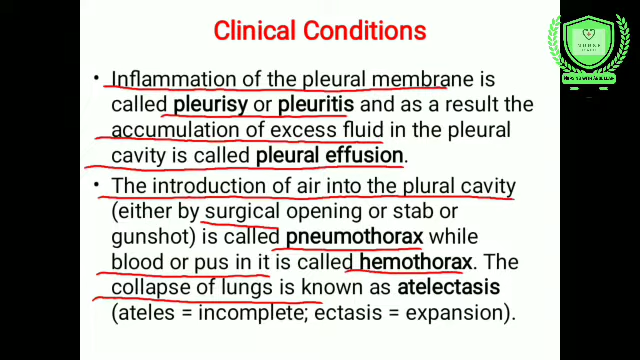 Clinical Conditions
• Inflammation of the pleural membrane is
called pleurisy or pleuritis and as a result the
accumulation of excess fluid in the pleural
cavity is called pleural effusion.
• The introduction of air into the plural cavity
(either by surgical opening or stab or
gunshot) is called pneumothorax while
blood or pus in it is called hemothorax. The
collapse of lungs is known as atelectasis
(ateles = incomplete; ectasis = expansion).